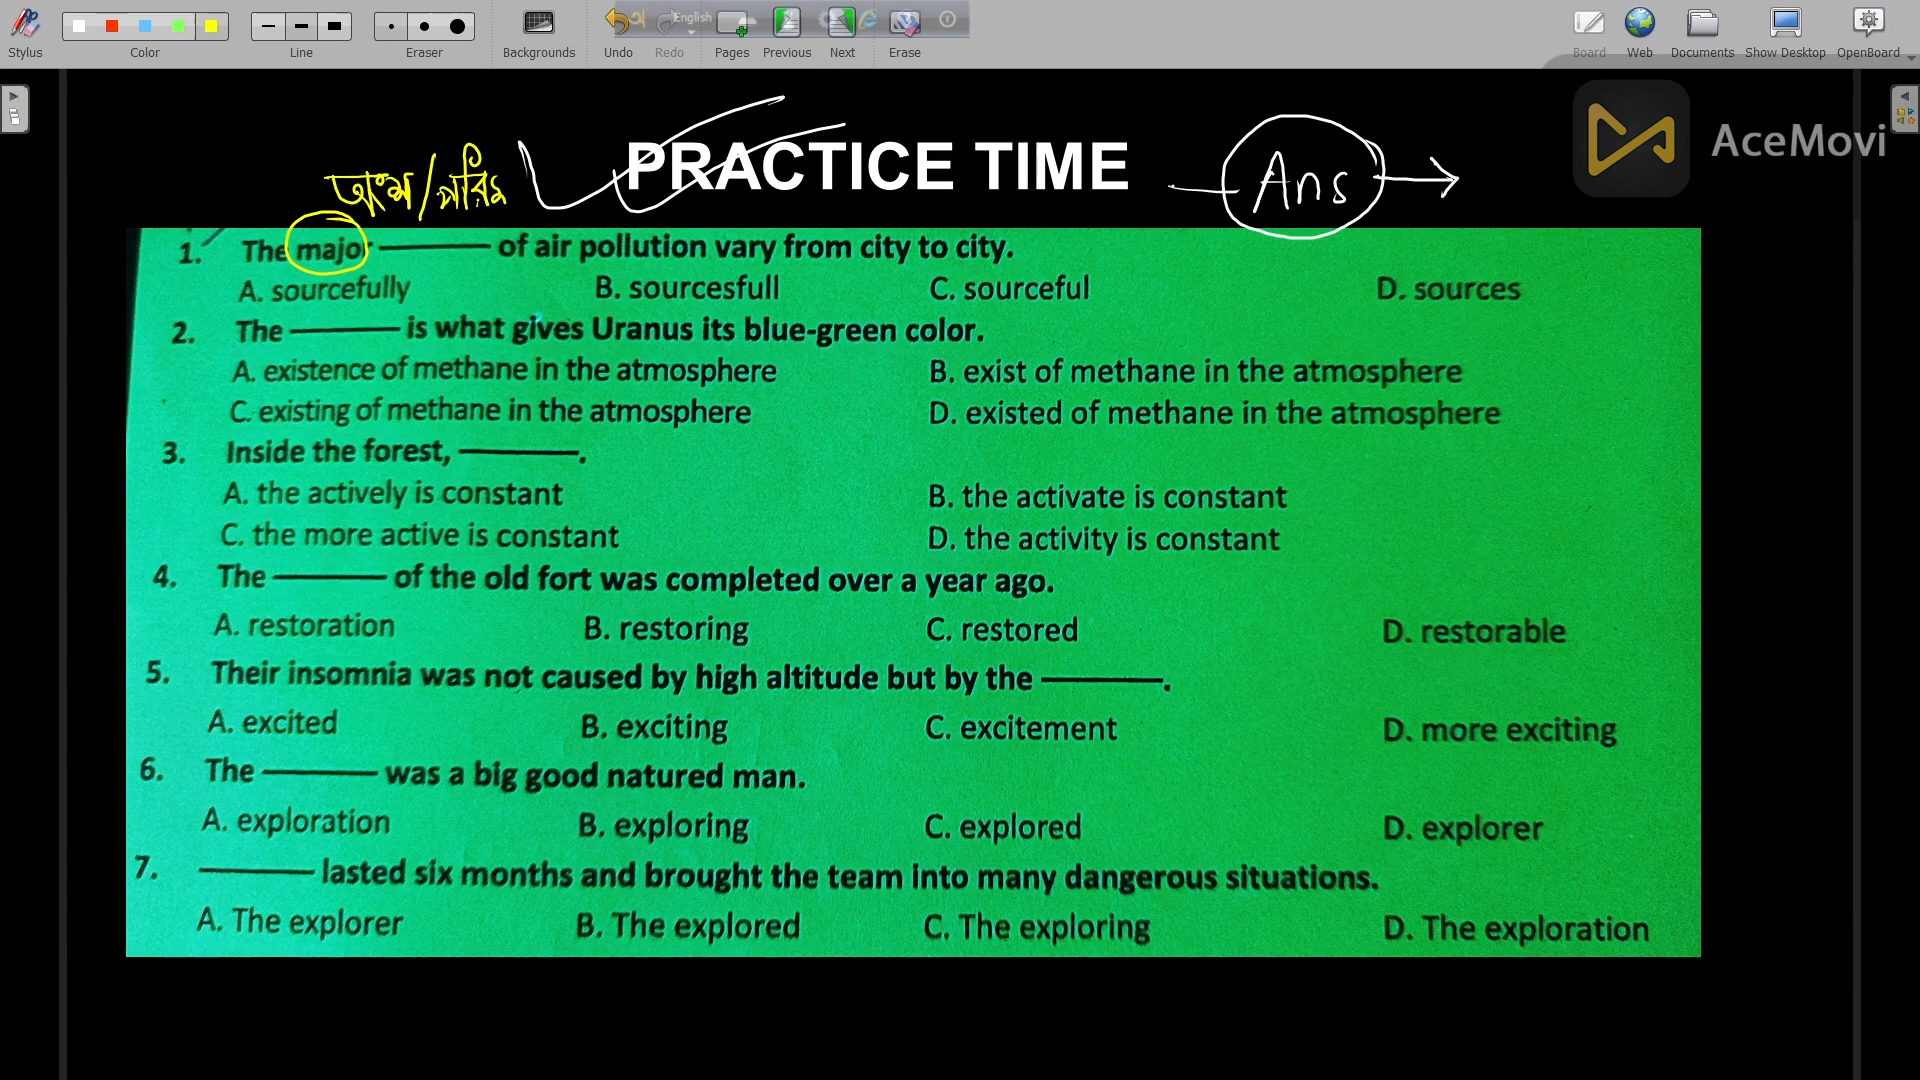 English
Stylus Color Line Eraser Backgrounds Undo Redo Pages Previous Next Erase Board Web Documents Show Desktop OpenBoard
AceMovi
PRACTICE TIME
Ans
1. The major ______ of air pollution vary from city to city.
A. sourcefully B. sourcesfull C. sourceful D. sources
2. The ______ is what gives Uranus its blue-green color.
A. existence of methane in the atmosphere B. exist of methane in the atmosphere
C. existing of methane in the atmosphere D. existed of methane in the atmosphere
3. Inside the forest, ______.
A. the actively is constant B. the activate is constant
C. the more active is constant D. the activity is constant
4. The ______ of the old fort was completed over a year ago.
A. restoration B. restoring C. restored D. restorable
5. Their insomnia was not caused by high altitude but by the ______.
A. excited B. exciting C. excitement D. more exciting
6. The ______ was a big good natured man.
A. exploration B. exploring C. explored D. explorer
7. ______ lasted six months and brought the team into many dangerous situations.
A. The explorer B. The explored C. The exploring D. The exploration